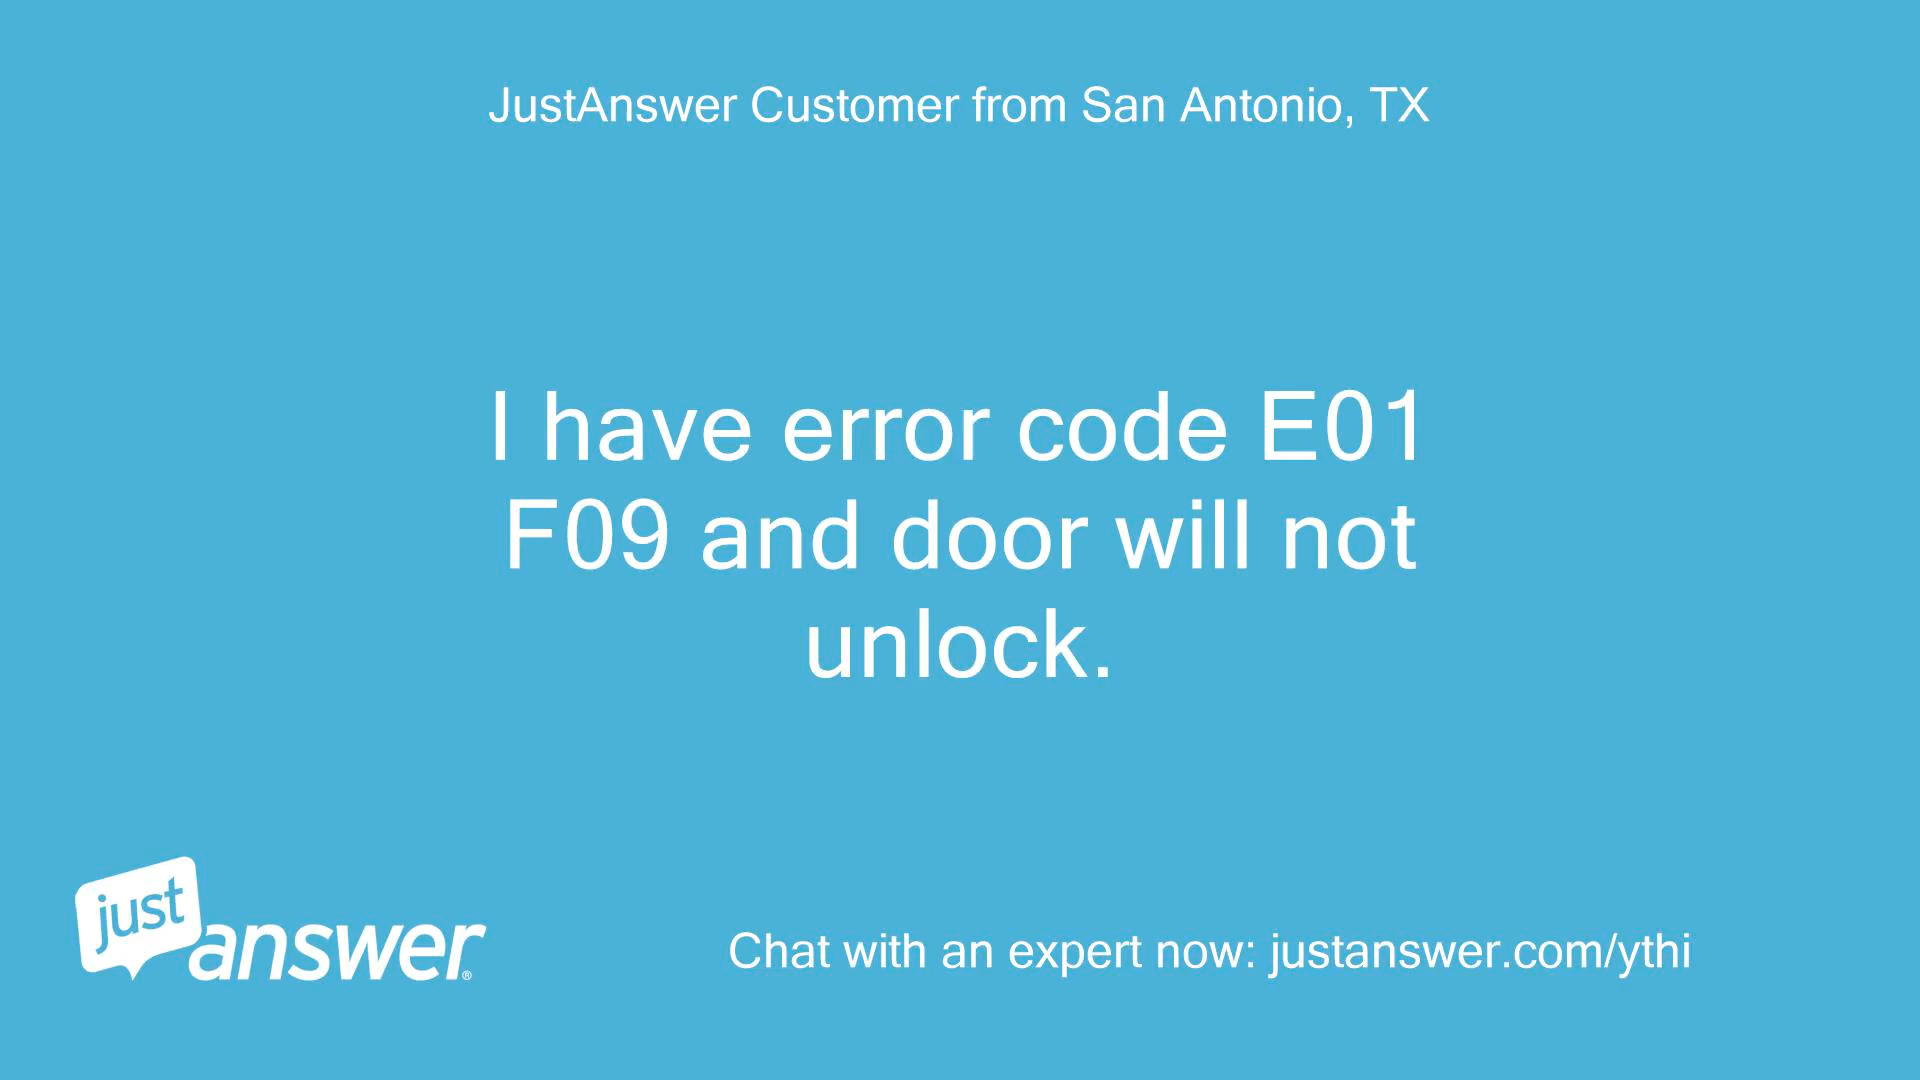 JustAnswer Customer from San Antonio, TX
I have error code E01
F09 and door will not
unlock.
just
answer®
Chat with an expert now: justanswer.com/ythi